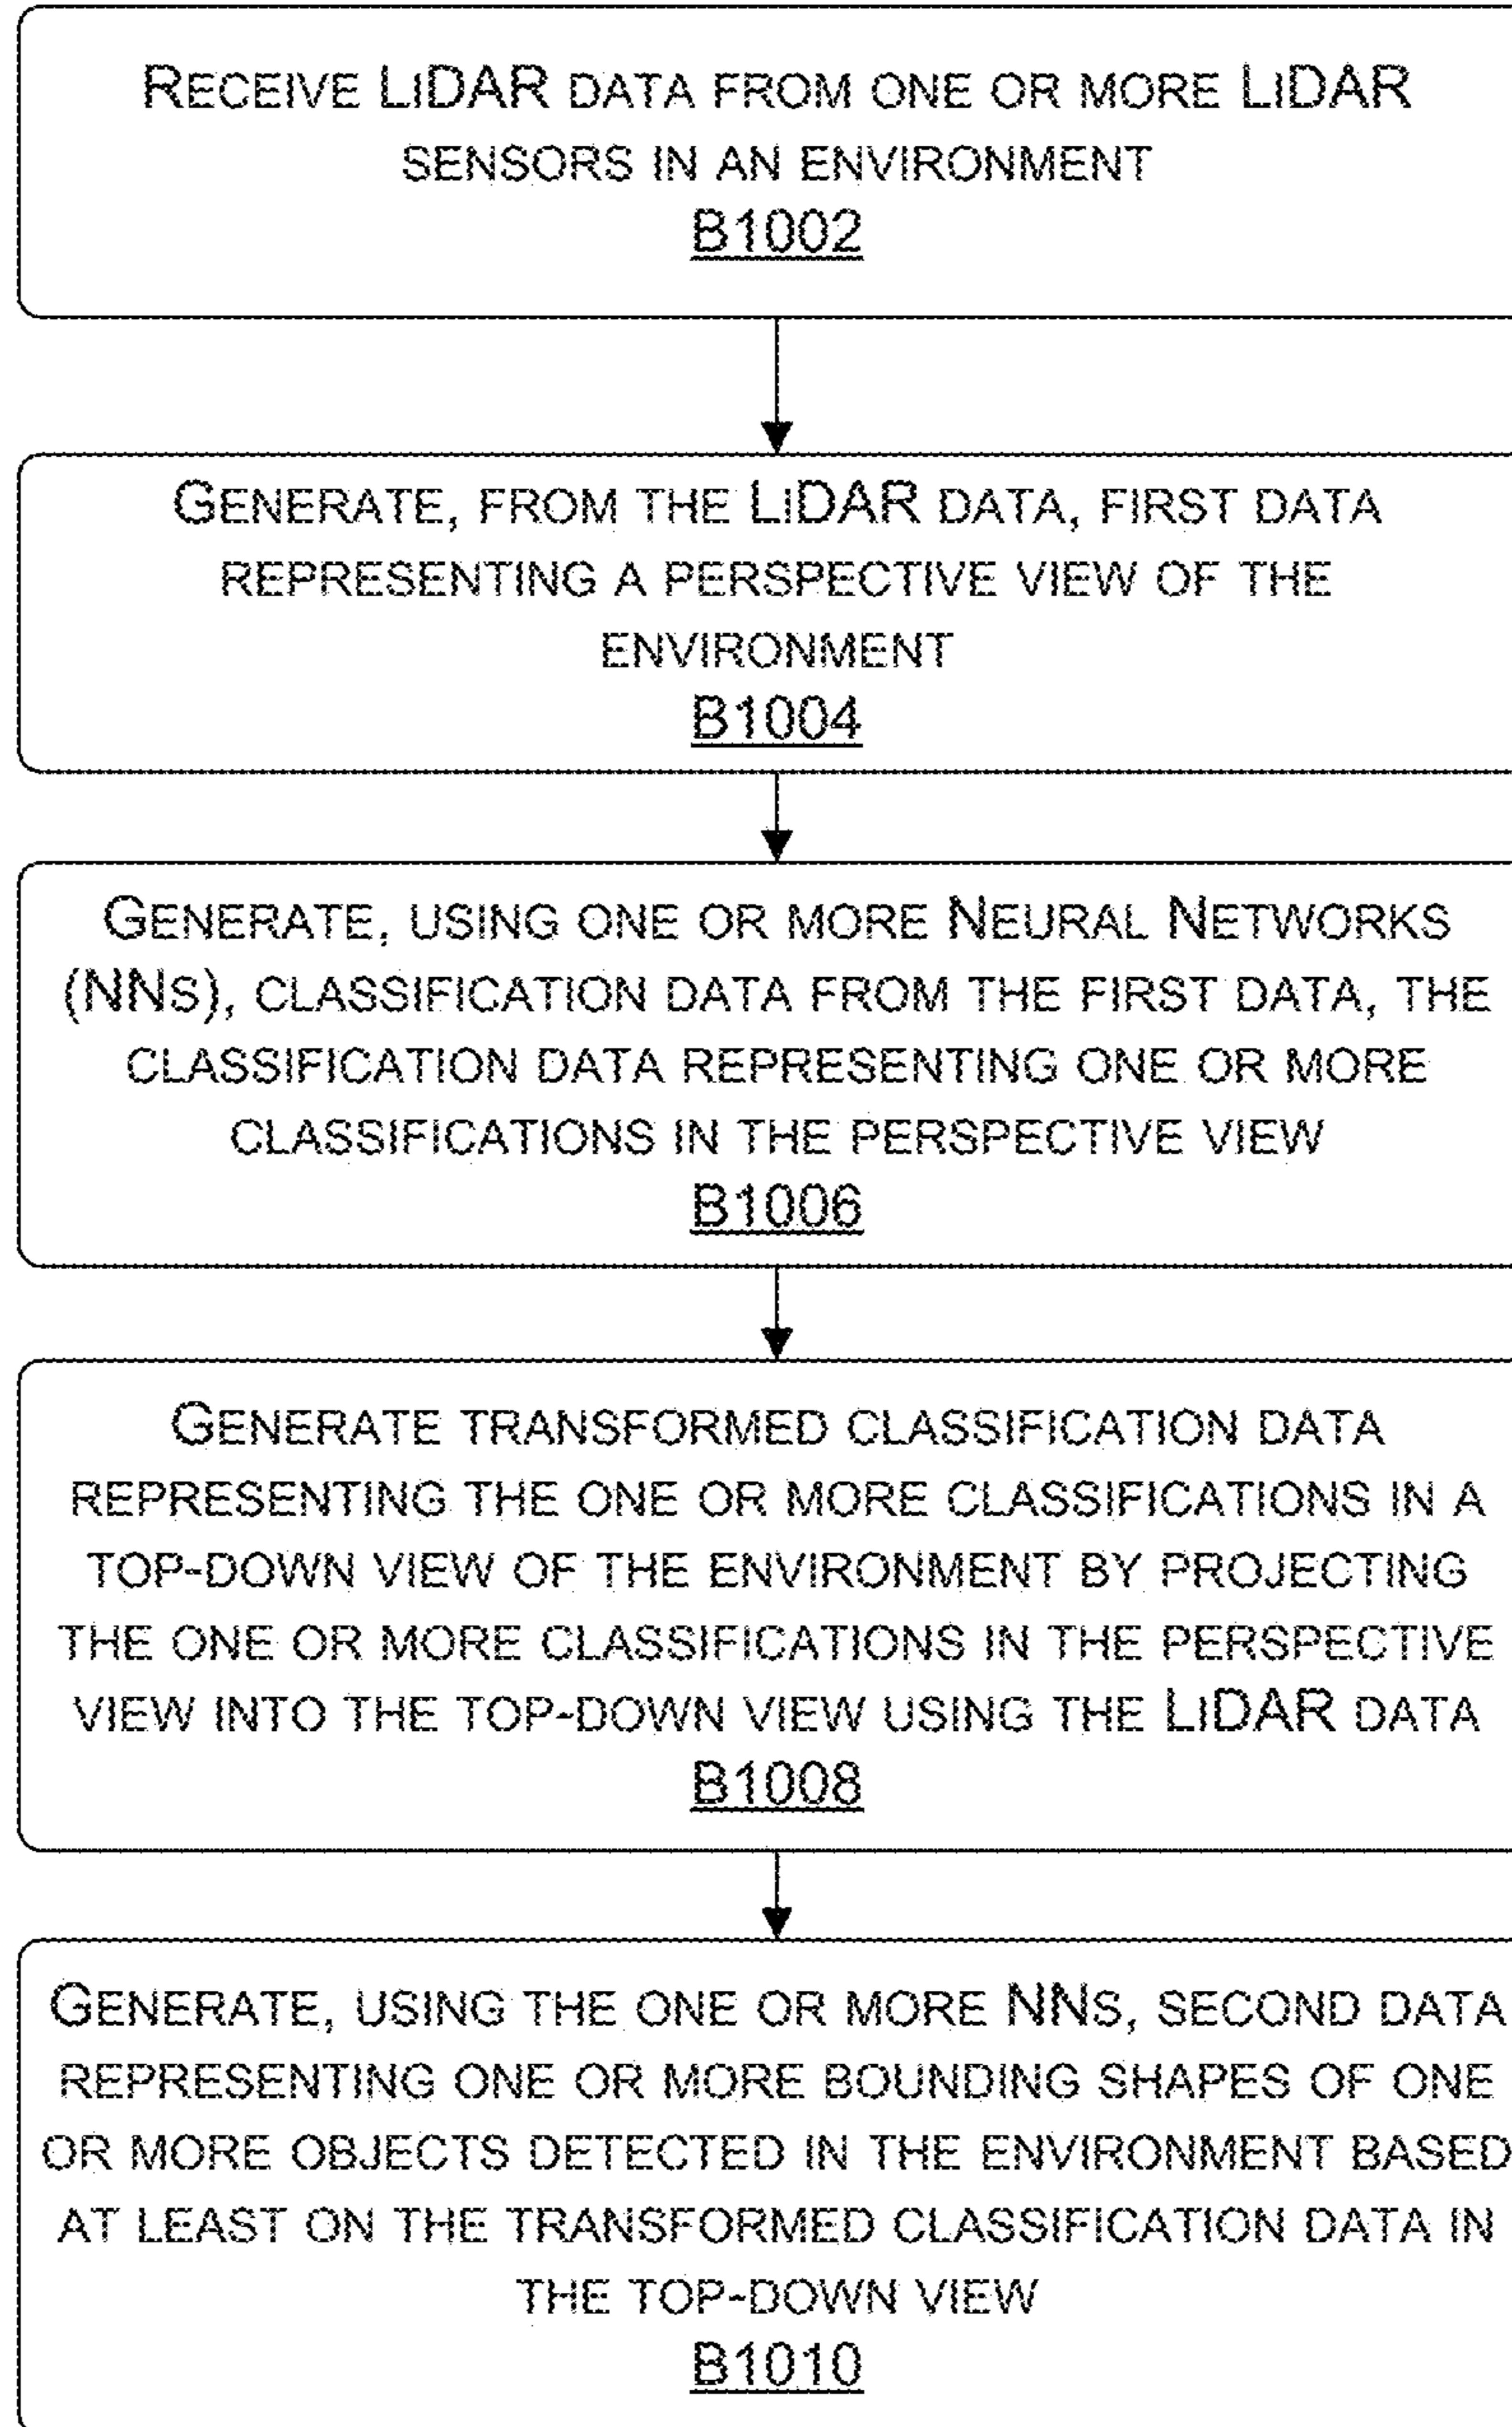 RECEIVE LIDAR DATA FROM ONE OR MORE LIDAR
SENSORS IN AN ENVIRONMENT
B1002
GENERATE, FROM THE LIDAR DATA, FIRST DATA
REPRESENTING A PERSPECTIVE VIEW OF THE
ENVIRONMENT
B1004
GENERATE, USING ONE OR MORE NEURAL NETWORKS
(NNS), CLASSIFICATION DATA FROM THE FIRST DATA, THE
CLASSIFICATION DATA REPRESENTING ONE OR MORE
CLASSIFICATIONS IN THE PERSPECTIVE VIEW
B1006
GENERATE TRANSFORMED CLASSIFICATION DATA
REPRESENTING THE ONE OR MORE CLASSIFICATIONS IN A
TOP-DOWN VIEW OF THE ENVIRONMENT BY PROJECTING
THE ONE OR MORE CLASSIFICATIONS IN THE PERSPECTIVE
VIEW INTO THE TOP-DOWN VIEW USING THE LIDAR DATA
B1008
GENERATE, USING THE ONE OR MORE NNS, SECOND DATA
REPRESENTING ONE OR MORE BOUNDING SHAPES OF ONE
OR MORE OBJECTS DETECTED IN THE ENVIRONMENT BASED
AT LEAST ON THE TRANSFORMED CLASSIFICATION DATA IN
THE TOP-DOWN VIEW
B1010